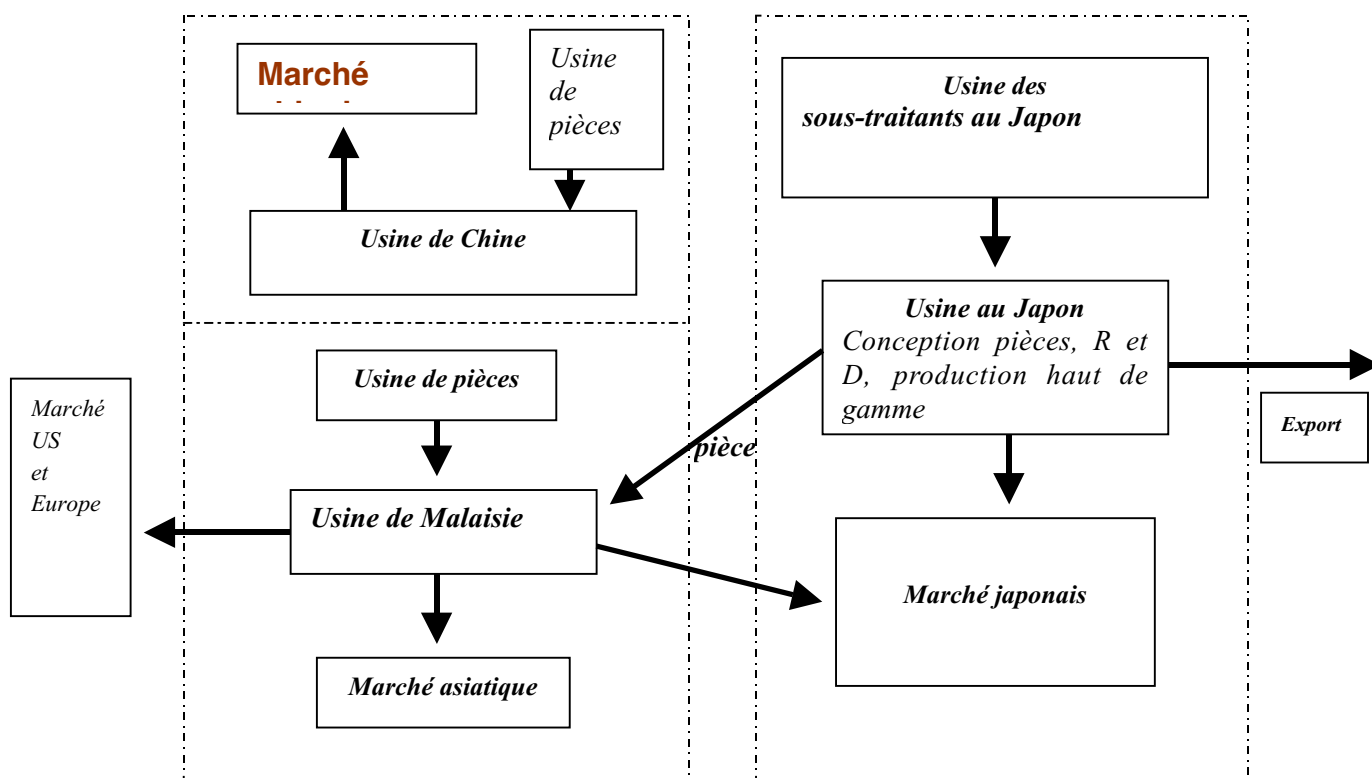 Marché
Usine
de
pièces
Usine de Chine
Usine des
sous-traitants au Japon
Usine au Japon
Conception pièces, R et
D, production haut de
gamme
Export
Usine de pièces
pièce
Marché
US
et
Europe
Usine de Malaisie
Marché japonais
Marché asiatique